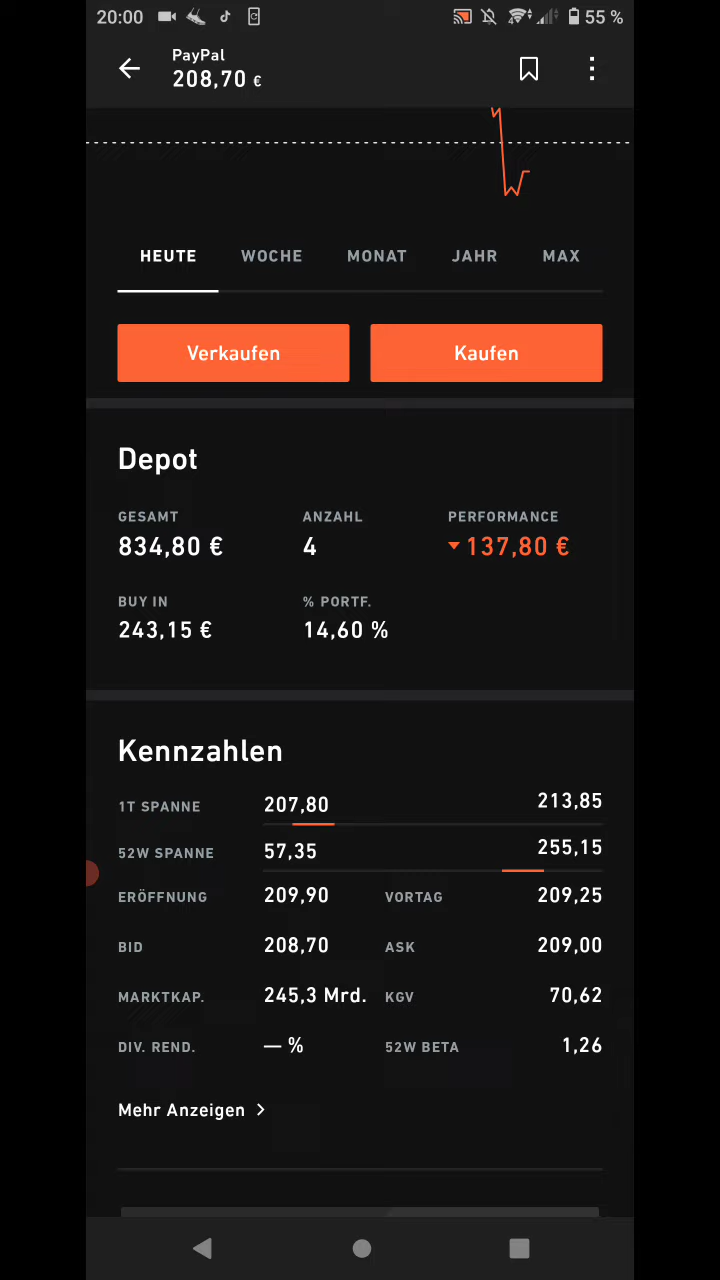 20:00 55 %
PayPal
208,70 €
HEUTE WOCHE MONAT JAHR MAX
Verkaufen Kaufen
Depot
GESAMT ANZAHL PERFORMANCE
834,80 € 4 137,80 €
BUY IN % PORTF.
243,15 € 14,60 %
Kennzahlen
1T SPANNE 207,80 213,85
52W SPANNE 57,35 255,15
ERÖFFNUNG 209,90 VORTAG 209,25
BID 208,70 ASK 209,00
MARKTKAP. 245,3 Mrd. KGV 70,62
DIV. REND. — % 52W BETA 1,26
Mehr Anzeigen